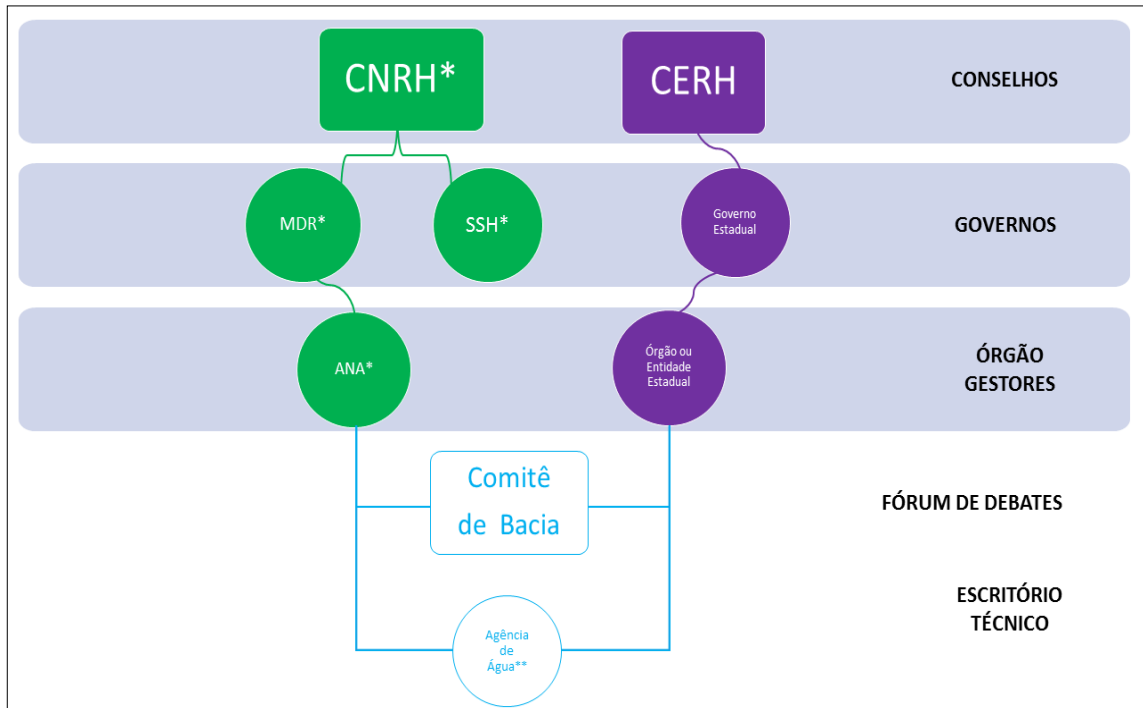 CNRH*
CERH
CONSELHOS
MDR*
SSH*
Governo
Estadual
GOVERNOS
ANA*
Órgão ou
Entidade
Estadual
ÓRGÃO
GESTORES
Comitê
de Bacia
FÓRUM DE DEBATES
Agência
de
Água**
ESCRITÓRIO
TÉCNICO